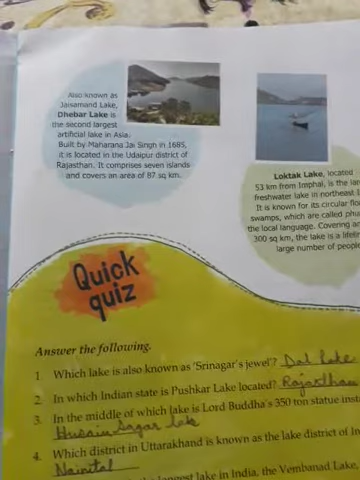 Also known as
Jaisamand Lake,
Dhebar Lake is
the second largest
artificial lake in Asia.
Built by Maharana Jai Singh in 1685,
it is located in the Udaipur district of
Rajasthan. It comprises seven islands
and covers an area of 87 sq km.
Loktak Lake, located
53 km from Imphal, is the
freshwater lake in northeast
It is known for its circular
swamps, which are called
the local language. Covering
300 sq km, the lake is a
large number of
Quick
quiz
Answer the following.
1. Which lake is also known as 'Srinagar's jewel'? Dal lake
2. In which Indian state is Pushkar Lake located? Rajasthan
3. In the middle of which lake is Lord Buddha's 350 ton statue
Husain Sagar lake
4. Which district in Uttarakhand is known as the lake district of
Nainital
lake in India, the Vembanad Lake,